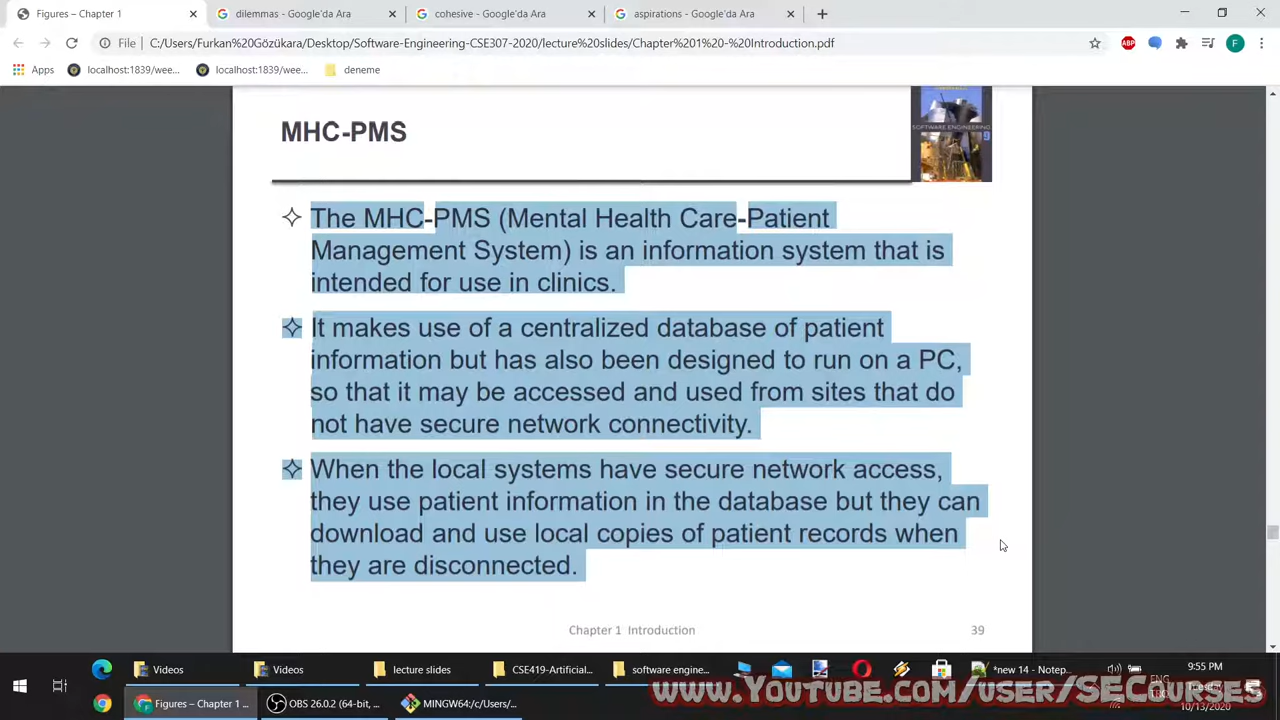 Figures – Chapter 1
dilemmas - Google'da Ara
cohesive - Google'da Ara
aspirations - Google'da Ara
File
C:/Users/Furkan%20Gözükara/Desktop/Software-Engineering-CSE307-2020/lecture%20slides/Chapter%201%20-%20Introduction.pdf
ABP
F
Apps
localhost:1839/wee...
localhost:1839/wee...
deneme
MHC-PMS
SOFTWARE ENGINEERING
9
The MHC-PMS (Mental Health Care-Patient
Management System) is an information system that is
intended for use in clinics.
It makes use of a centralized database of patient
information but has also been designed to run on a PC,
so that it may be accessed and used from sites that do
not have secure network connectivity.
When the local systems have secure network access,
they use patient information in the database but they can
download and use local copies of patient records when
they are disconnected.
Chapter 1 Introduction
39
Videos
Videos
lecture slides
CSE419-Artificial...
software enginee...
*new 14 - Notep...
9:55 PM
ENG
10/13/2020
Figures – Chapter 1 ...
OBS 26.0.2 (64-bit, ...
MINGW64:/c/Users/...
www.Youtube.com/user/SECourses